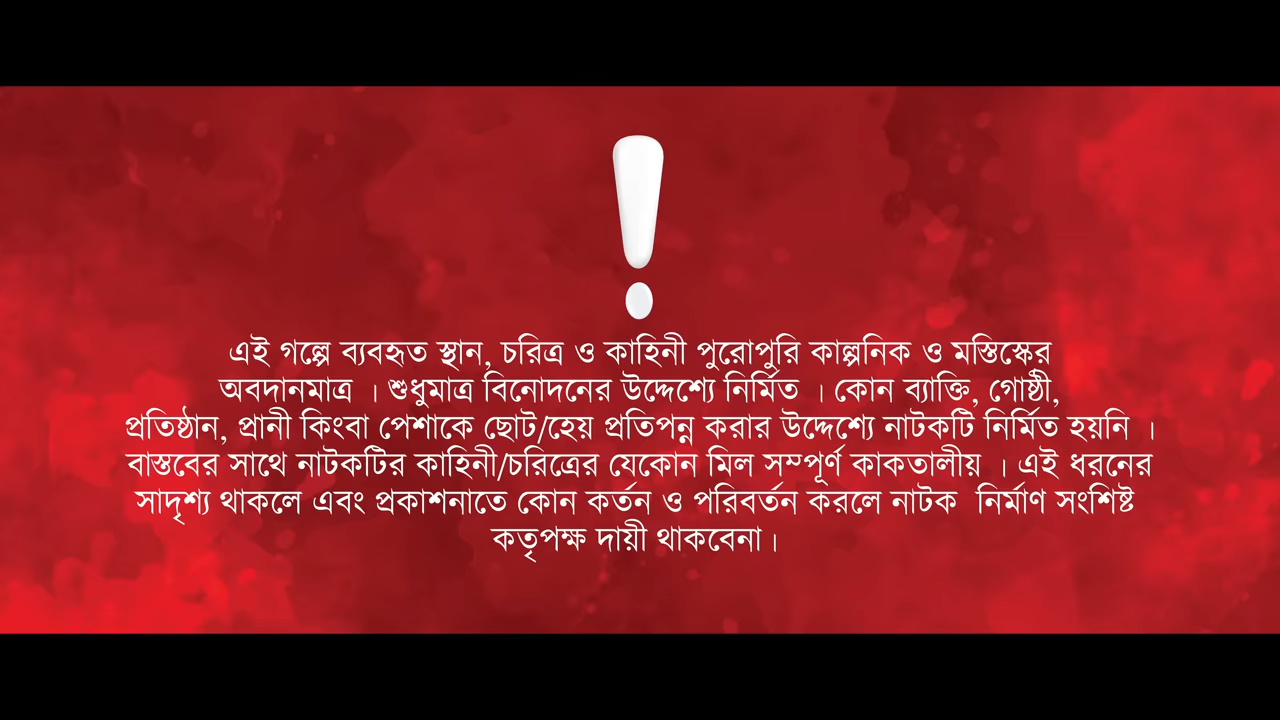 এই গল্পে ব্যবহৃত স্থান, চরিত্র ও কাহিনী পুরোপুরি কাল্পনিক ও মস্তিস্কের
অবদানমাত্র । শুধুমাত্র বিনোদনের উদ্দেশ্যে নির্মিত । কোন ব্যাক্তি, গোষ্ঠী,
প্রতিষ্ঠান, প্রানী কিংবা পেশাকে ছোট/হেয় প্রতিপন্ন করার উদ্দেশ্যে নাটকটি নির্মিত হয়নি ।
বাস্তবের সাথে নাটকটির কাহিনী/চরিত্রের যেকোন মিল সম্পূর্ণ কাকতালীয় । এই ধরনের
সাদৃশ্য থাকলে এবং প্রকাশনাতে কোন কর্তন ও পরিবর্তন করলে নাটক নির্মাণ সংশিষ্ট
কতৃপক্ষ দায়ী থাকবেনা।